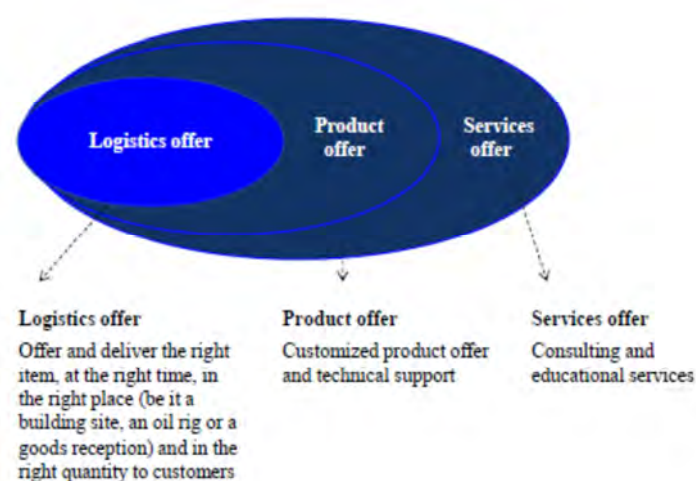 Logistics offer
Product
offer
Services
offer
Logistics offer
Offer and deliver the right
item, at the right time, in
the right place (be it a
building site, an oil rig or a
goods reception) and in the
right quantity to customers
Product offer
Customized product offer
and technical support
Services offer
Consulting and
educational services